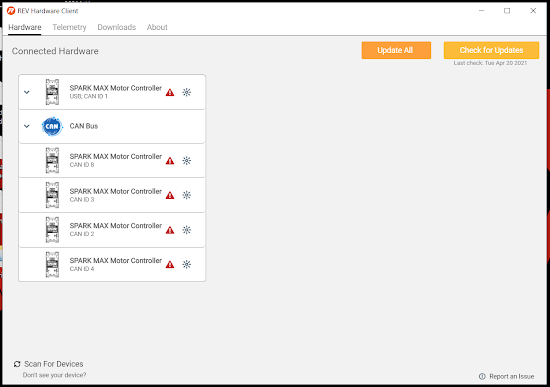 REV Hardware Client
Hardware Telemetry Downloads About
Connected Hardware
Update All
Check for Updates
Last check: Tue Apr 20 2021
SPARK MAX Motor Controller
USB, CAN ID 1
CAN
CAN Bus
SPARK MAX Motor Controller
CAN ID 8
SPARK MAX Motor Controller
CAN ID 3
SPARK MAX Motor Controller
CAN ID 2
SPARK MAX Motor Controller
CAN ID 4
Scan For Devices
Don't see your device?
Report an Issue